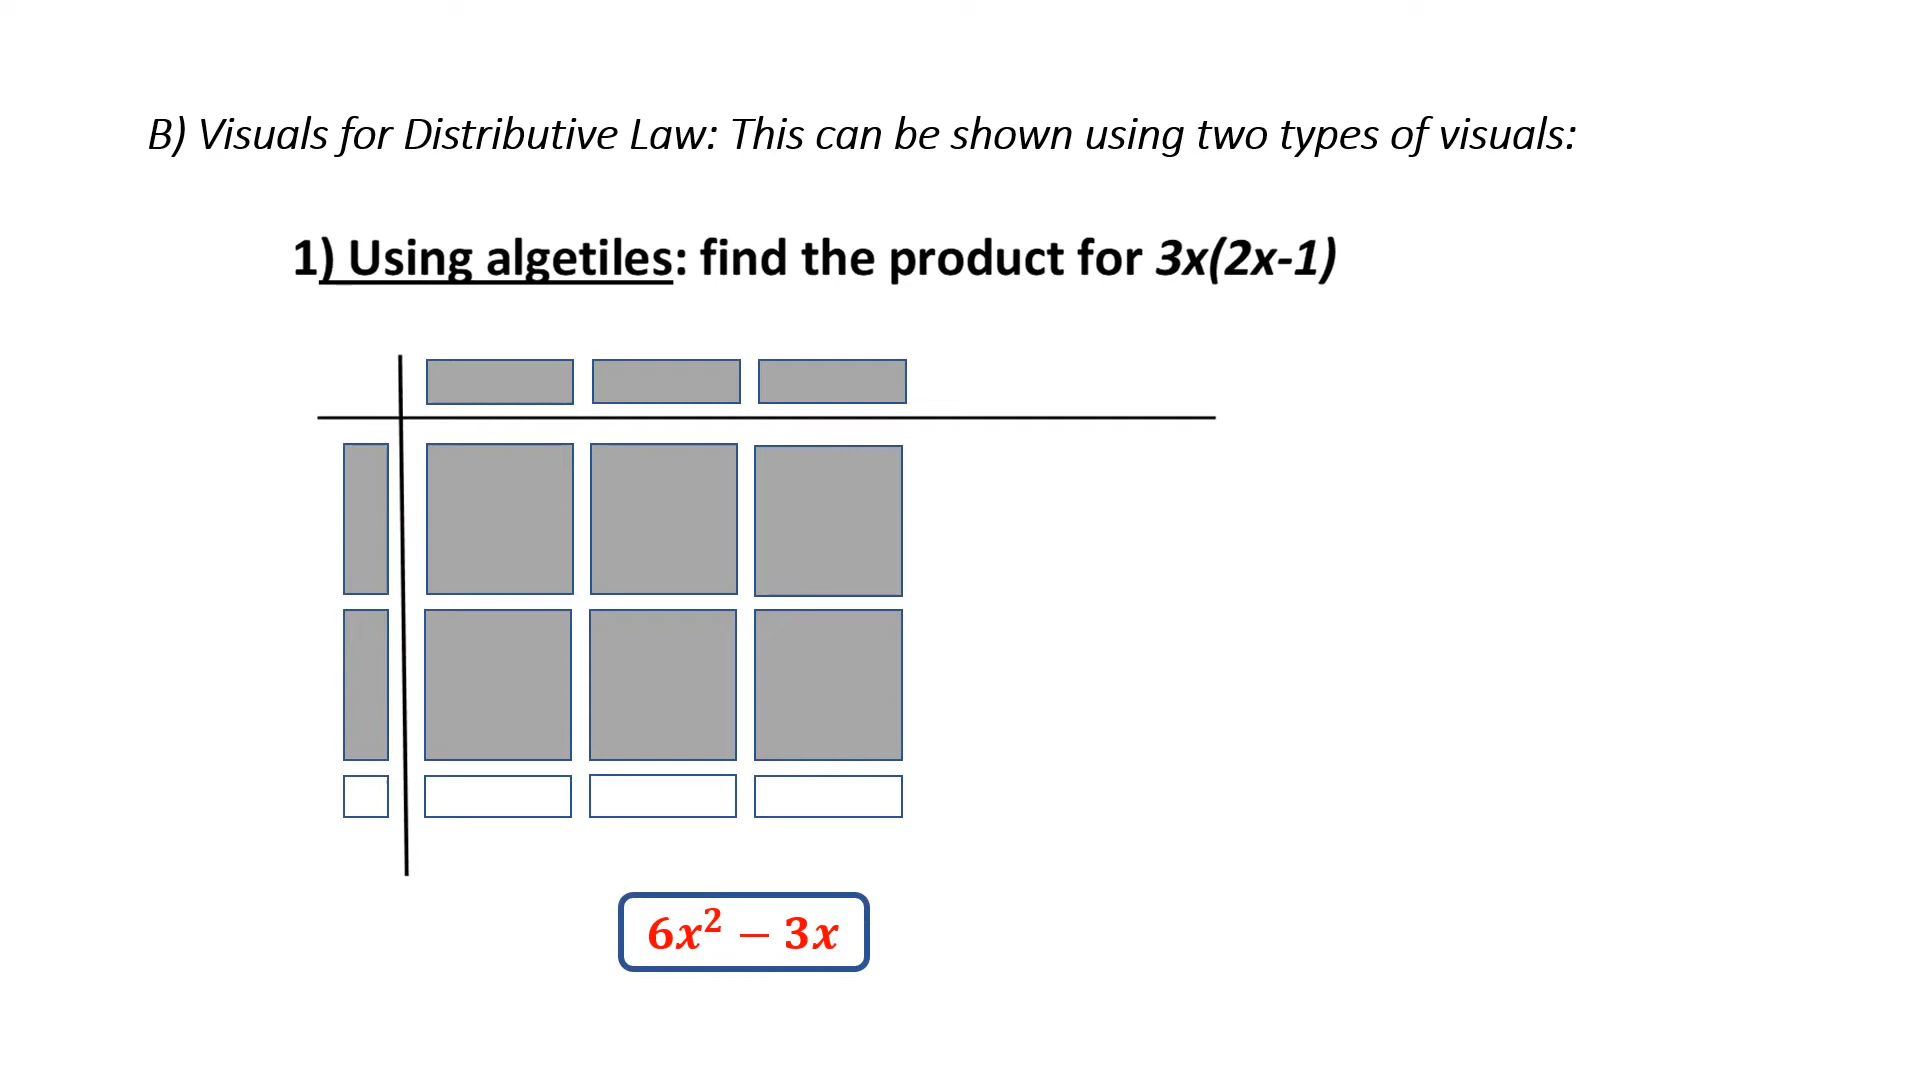 B) Visuals for Distributive Law: This can be shown using two types of visuals:
1) Using algetiles: find the product for 3x(2x-1)
6x² − 3x